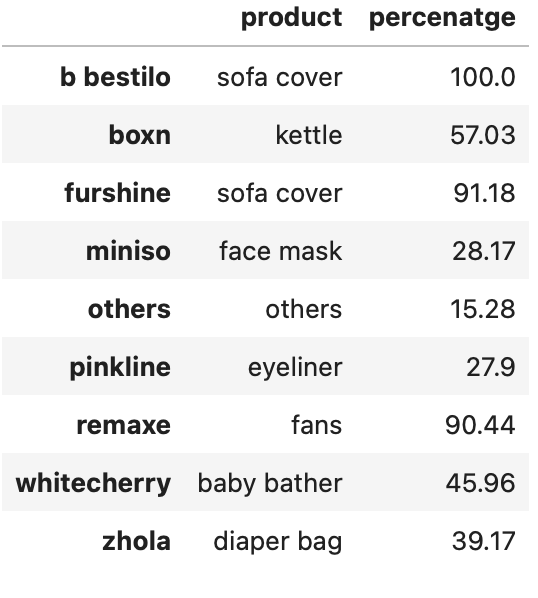 product percenatge
b bestilo sofa cover 100.0
boxn kettle 57.03
furshine sofa cover 91.18
miniso face mask 28.17
others others 15.28
pinkline eyeliner 27.9
remaxe fans 90.44
whitecherry baby bather 45.96
zhola diaper bag 39.17